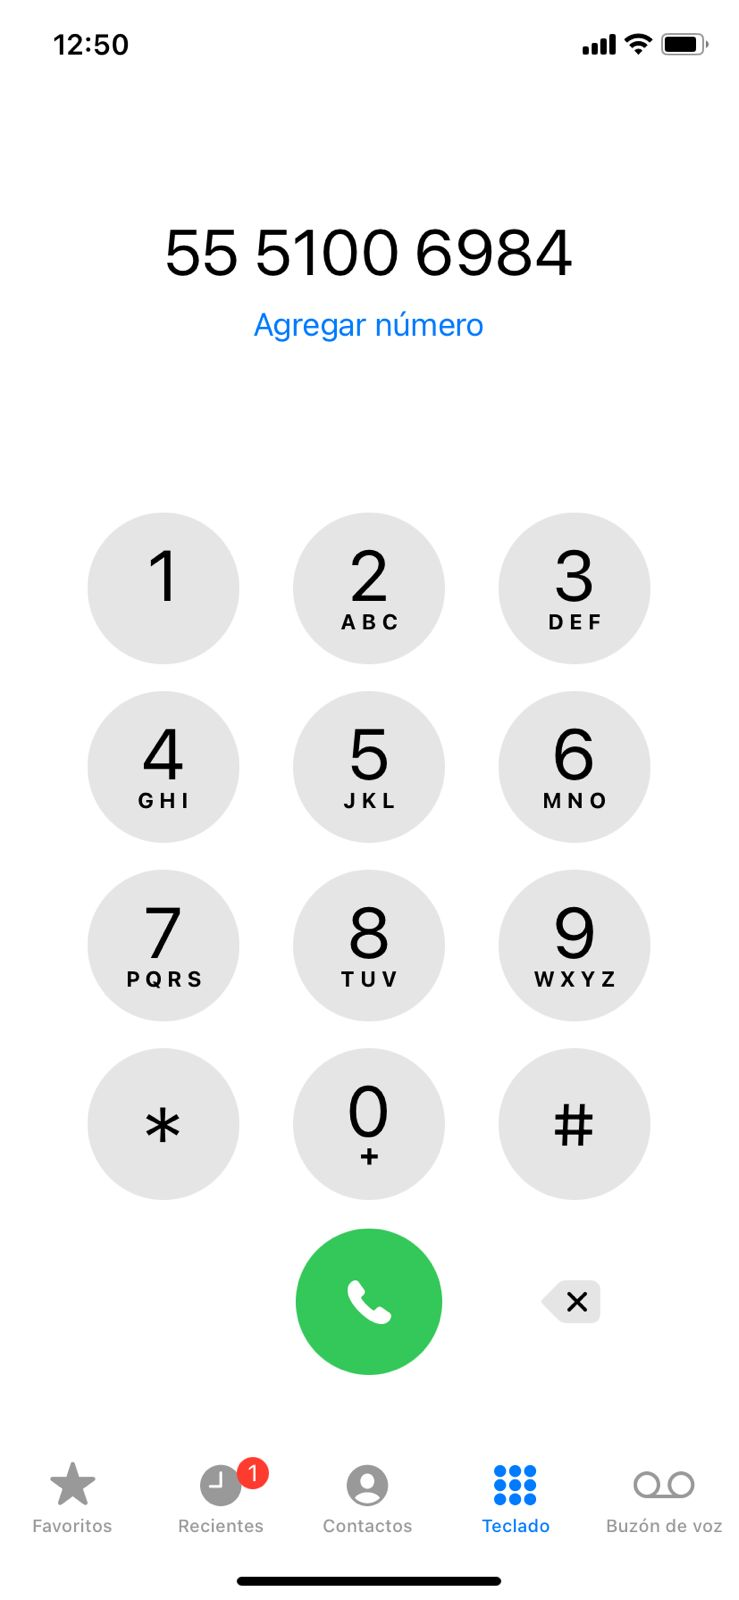 12:50
55 5100 6984
Agregar número
1 2 3
ABC DEF
4 5 6
GHI JKL MNO
7 8 9
PQRS TUV WXYZ
* 0 #
+
1
Favoritos Recientes Contactos Teclado Buzón de voz